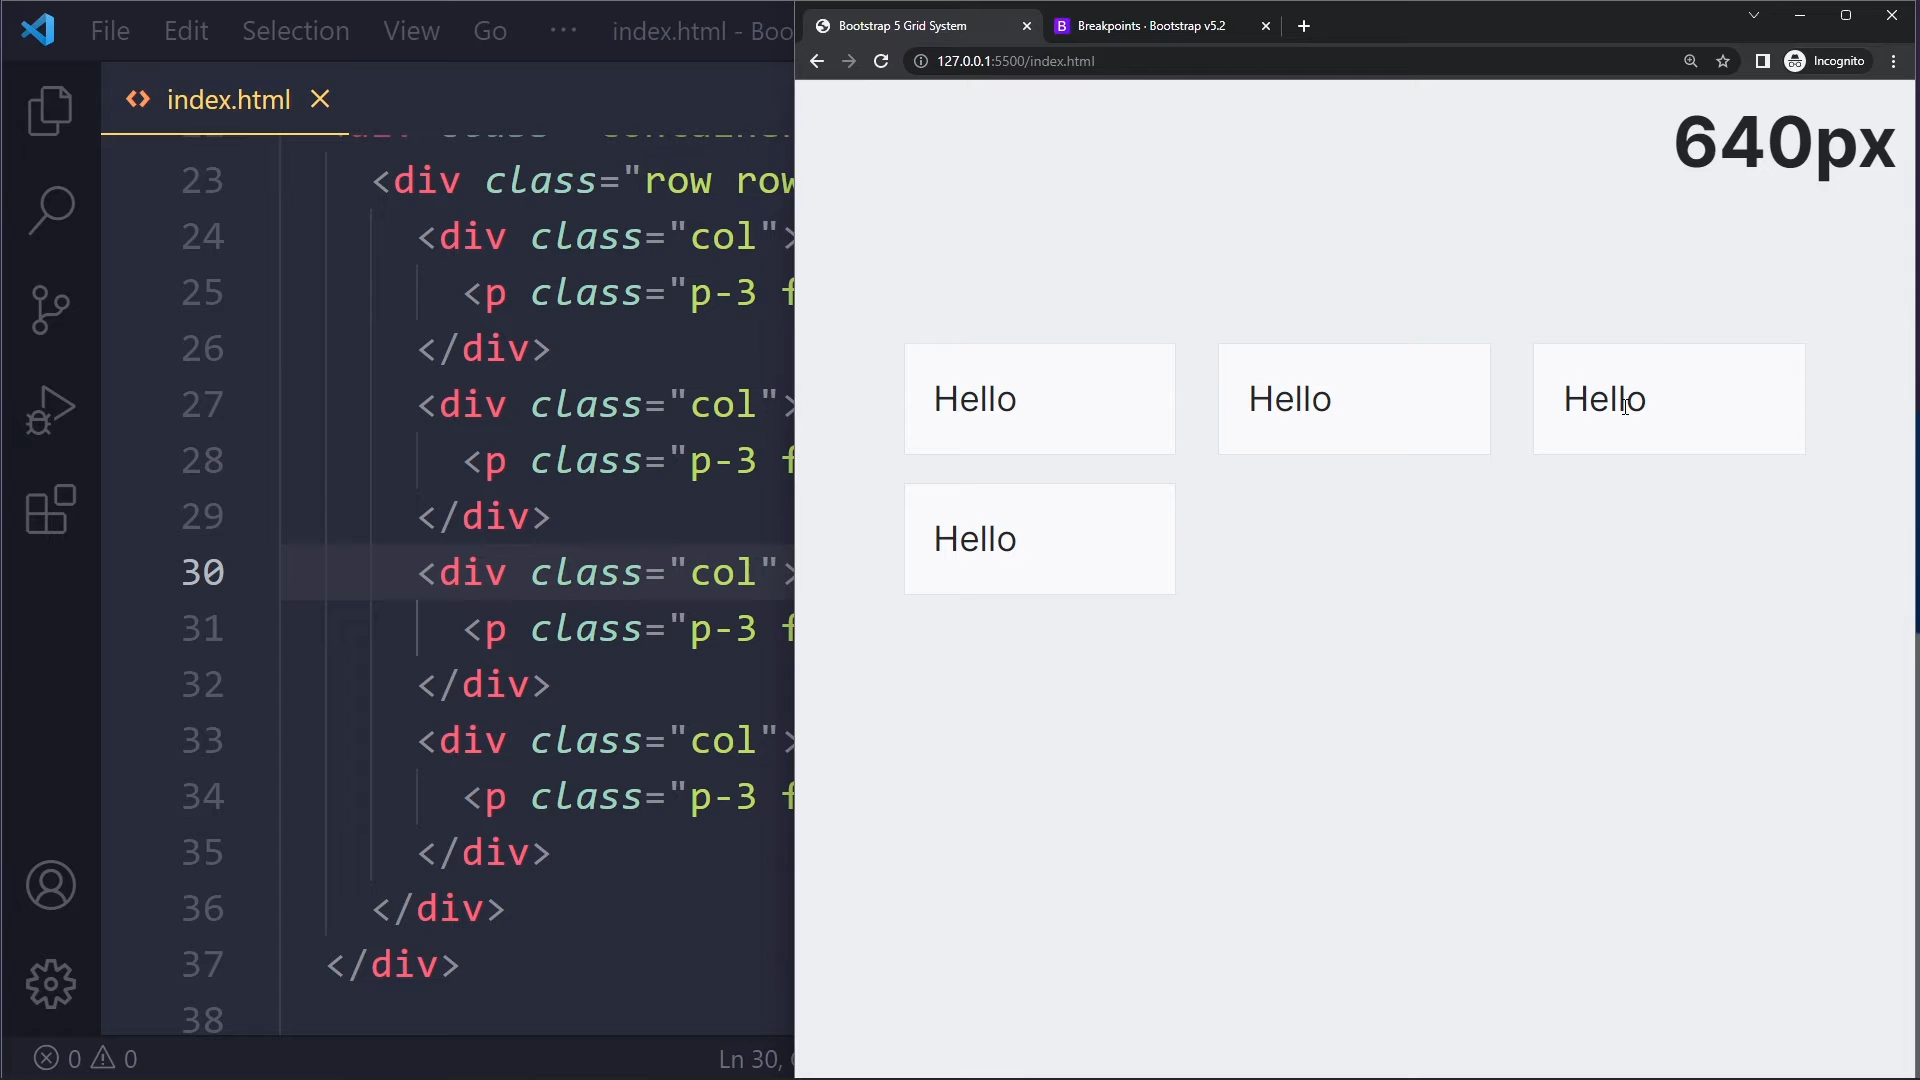 File Edit Selection View Go ··· index.html - Boo
index.html
23 <div class="row row
24 <div class="col">
25 <p class="p-3 f
26 </div>
27 <div class="col">
28 <p class="p-3 f
29 </div>
30 <div class="col">
31 <p class="p-3 f
32 </div>
33 <div class="col">
34 <p class="p-3 f
35 </div>
36 </div>
37 </div>
38
0 0 Ln 30,
Bootstrap 5 Grid System
Breakpoints · Bootstrap v5.2
127.0.0.1:5500/index.html
Incognito
640px
Hello Hello Hello
Hello